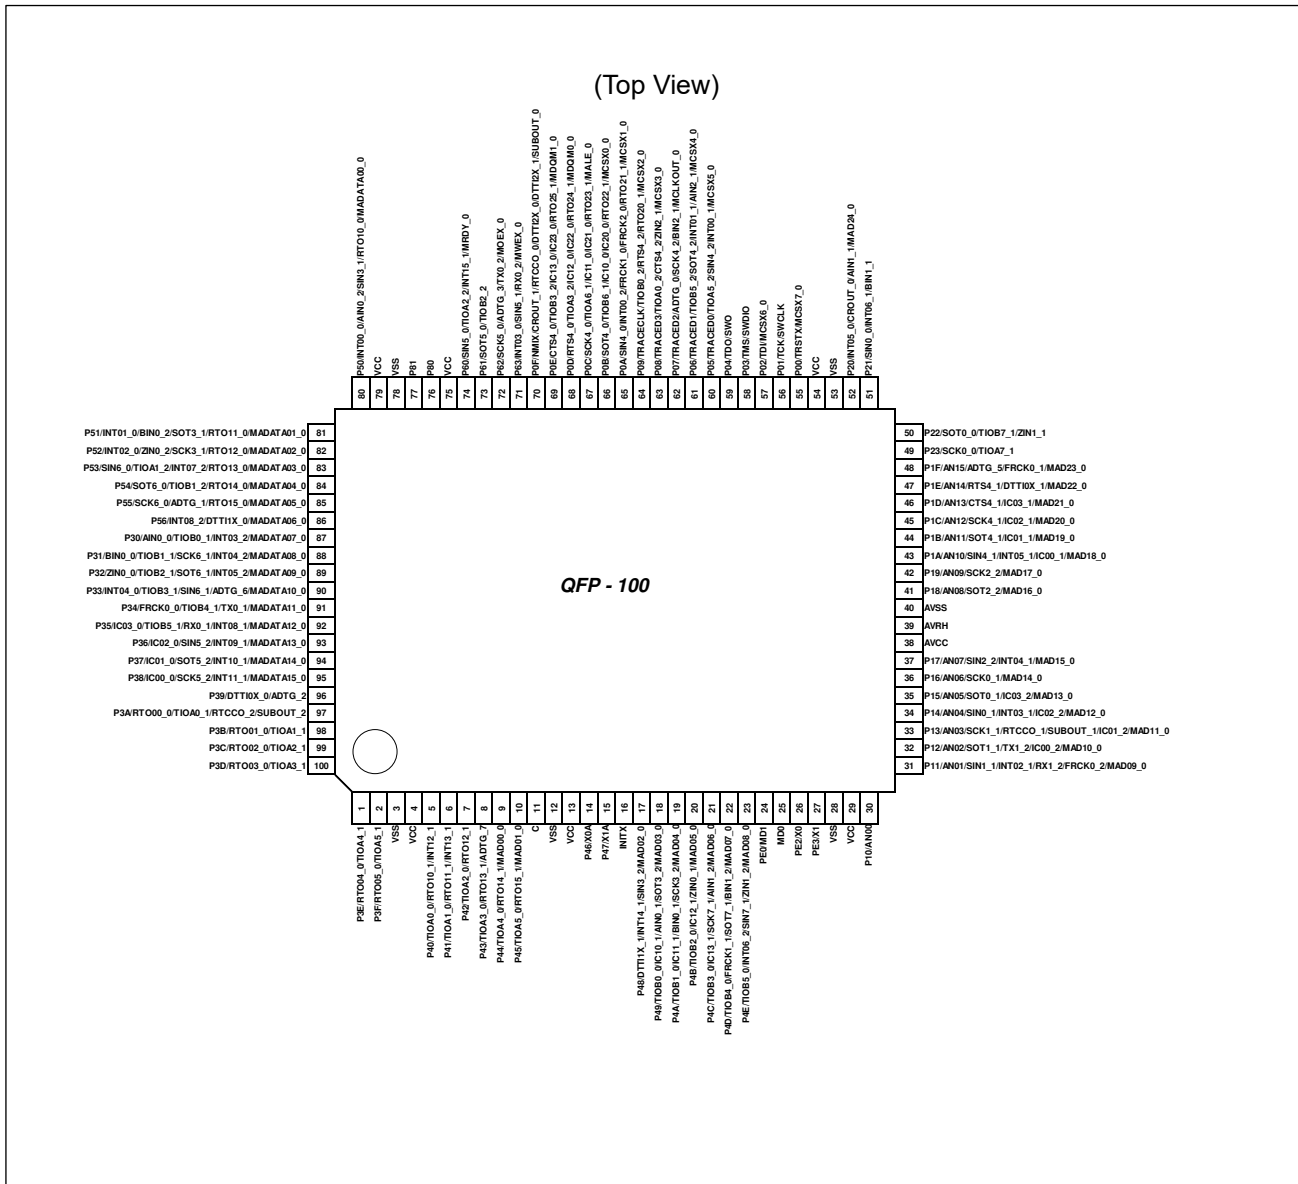 (Top View)
P50/INT00_0/AIN0_2/SIN3_1/RTO10_0/MADATA00_0
VCC
VSS
P81
P80
VCC
P60/SIN5_0/TIOA2_2/INT15_1/MRDY_0
P61/SOT5_0/TIOB2_2
P62/SCK5_0/ADTG_3/TX0_2/MOEX_0
P63/INT03_0/SIN5_1/RX0_2/MWEX_0
P0F/NMIX/CROUT_1/RTCCO_0/DTTI2X_0/DTTI2X_1/SUBOUT_0
P0E/CTS4_0/TIOB3_2/IC13_0/IC23_0/RTO25_1/MDQM1_0
P0D/RTS4_0/TIOA3_2/IC12_0/IC22_0/RTO24_1/MDQM0_0
P0C/SCK4_0/TIOA6_1/IC11_0/IC21_0/RTO23_1/MALE_0
P0B/SOT4_0/TIOB6_1/IC10_0/IC20_0/RTO22_1/MCSX0_0
P0A/SIN4_0/INT00_2/FRCK1_0/FRCK2_0/RTO21_1/MCSX1_0
P09/TRACECLK/TIOB0_2/RTS4_2/RTO20_1/MCSX2_0
P08/TRACED3/TIOA0_2/CTS4_2/ZIN2_1/MCSX3_0
P07/TRACED2/ADTG_0/SCK4_2/BIN2_1/MCLKOUT_0
P06/TRACED1/TIOB5_2/SOT4_2/INT01_1/AIN2_1/MCSX4_0
P05/TRACED0/TIOA5_2/SIN4_2/INT00_1/MCSX5_0
P04/TDO/SWO
P03/TMS/SWDIO
P02/TDI/MCSX6_0
P01/TCK/SWCLK
P00/TRSTX/MCSX7_0
VCC
VSS
P20/INT05_0/CROUT_0/AIN1_1/MAD24_0
P21/SIN0_0/INT06_1/BIN1_1
80 79 78 77 76 75 74 73 72 71 70 69 68 67 66 65 64 63 62 61 60 59 58 57 56 55 54 53 52 51
P51/INT01_0/BIN0_2/SOT3_1/RTO11_0/MADATA01_0 81
P52/INT02_0/ZIN0_2/SCK3_1/RTO12_0/MADATA02_0 82
P53/SIN6_0/TIOA1_2/INT07_2/RTO13_0/MADATA03_0 83
P54/SOT6_0/TIOB1_2/RTO14_0/MADATA04_0 84
P55/SCK6_0/ADTG_1/RTO15_0/MADATA05_0 85
P56/INT08_2/DTTI1X_0/MADATA06_0 86
P30/AIN0_0/TIOB0_1/INT03_2/MADATA07_0 87
P31/BIN0_0/TIOB1_1/SCK6_1/INT04_2/MADATA08_0 88
P32/ZIN0_0/TIOB2_1/SOT6_1/INT05_2/MADATA09_0 89
P33/INT04_0/TIOB3_1/SIN6_1/ADTG_6/MADATA10_0 90
P34/FRCK0_0/TIOB4_1/TX0_1/MADATA11_0 91
P35/IC03_0/TIOB5_1/RX0_1/INT08_1/MADATA12_0 92
P36/IC02_0/SIN5_2/INT09_1/MADATA13_0 93
P37/IC01_0/SOT5_2/INT10_1/MADATA14_0 94
P38/IC00_0/SCK5_2/INT11_1/MADATA15_0 95
P39/DTTI0X_0/ADTG_2 96
P3A/RTO00_0/TIOA0_1/RTCCO_2/SUBOUT_2 97
P3B/RTO01_0/TIOA1_1 98
P3C/RTO02_0/TIOA2_1 99
P3D/RTO03_0/TIOA3_1 100
QFP - 100
50 P22/SOT0_0/TIOB7_1/ZIN1_1
49 P23/SCK0_0/TIOA7_1
48 P1F/AN15/ADTG_5/FRCK0_1/MAD23_0
47 P1E/AN14/RTS4_1/DTTI0X_1/MAD22_0
46 P1D/AN13/CTS4_1/IC03_1/MAD21_0
45 P1C/AN12/SCK4_1/IC02_1/MAD20_0
44 P1B/AN11/SOT4_1/IC01_1/MAD19_0
43 P1A/AN10/SIN4_1/INT05_1/IC00_1/MAD18_0
42 P19/AN09/SCK2_2/MAD17_0
41 P18/AN08/SOT2_2/MAD16_0
40 AVSS
39 AVRH
38 AVCC
37 P17/AN07/SIN2_2/INT04_1/MAD15_0
36 P16/AN06/SCK0_1/MAD14_0
35 P15/AN05/SOT0_1/IC03_2/MAD13_0
34 P14/AN04/SIN0_1/INT03_1/IC02_2/MAD12_0
33 P13/AN03/SCK1_1/RTCCO_1/SUBOUT_1/IC01_2/MAD11_0
32 P12/AN02/SOT1_1/TX1_2/IC00_2/MAD10_0
31 P11/AN01/SIN1_1/INT02_1/RX1_2/FRCK0_2/MAD09_0
1 2 3 4 5 6 7 8 9 10 11 12 13 14 15 16 17 18 19 20 21 22 23 24 25 26 27 28 29 30
P3E/RTO04_0/TIOA4_1
P3F/RTO05_0/TIOA5_1
VSS
VCC
P40/TIOA0_0/RTO10_1/INT12_1
P41/TIOA1_0/RTO11_1/INT13_1
P42/TIOA2_0/RTO12_1
P43/TIOA3_0/RTO13_1/ADTG_7
P44/TIOA4_0/RTO14_1/MAD00_0
P45/TIOA5_0/RTO15_1/MAD01_0
C
VSS
VCC
P46/X0A
P47/X1A
INITX
P48/DTTI1X_1/INT14_1/SIN3_2/MAD02_0
P49/TIOB0_0/IC10_1/AIN0_1/SOT3_2/MAD03_0
P4A/TIOB1_0/IC11_1/BIN0_1/SCK3_2/MAD04_0
P4B/TIOB2_0/IC12_1/ZIN0_1/MAD05_0
P4C/TIOB3_0/IC13_1/SCK7_1/AIN1_2/MAD06_0
P4D/TIOB4_0/FRCK1_1/SOT7_1/BIN1_2/MAD07_0
P4E/TIOB5_0/INT06_2/SIN7_1/ZIN1_2/MAD08_0
PE0/MD1
MD0
PE2/X0
PE3/X1
VSS
VCC
P10/AN00